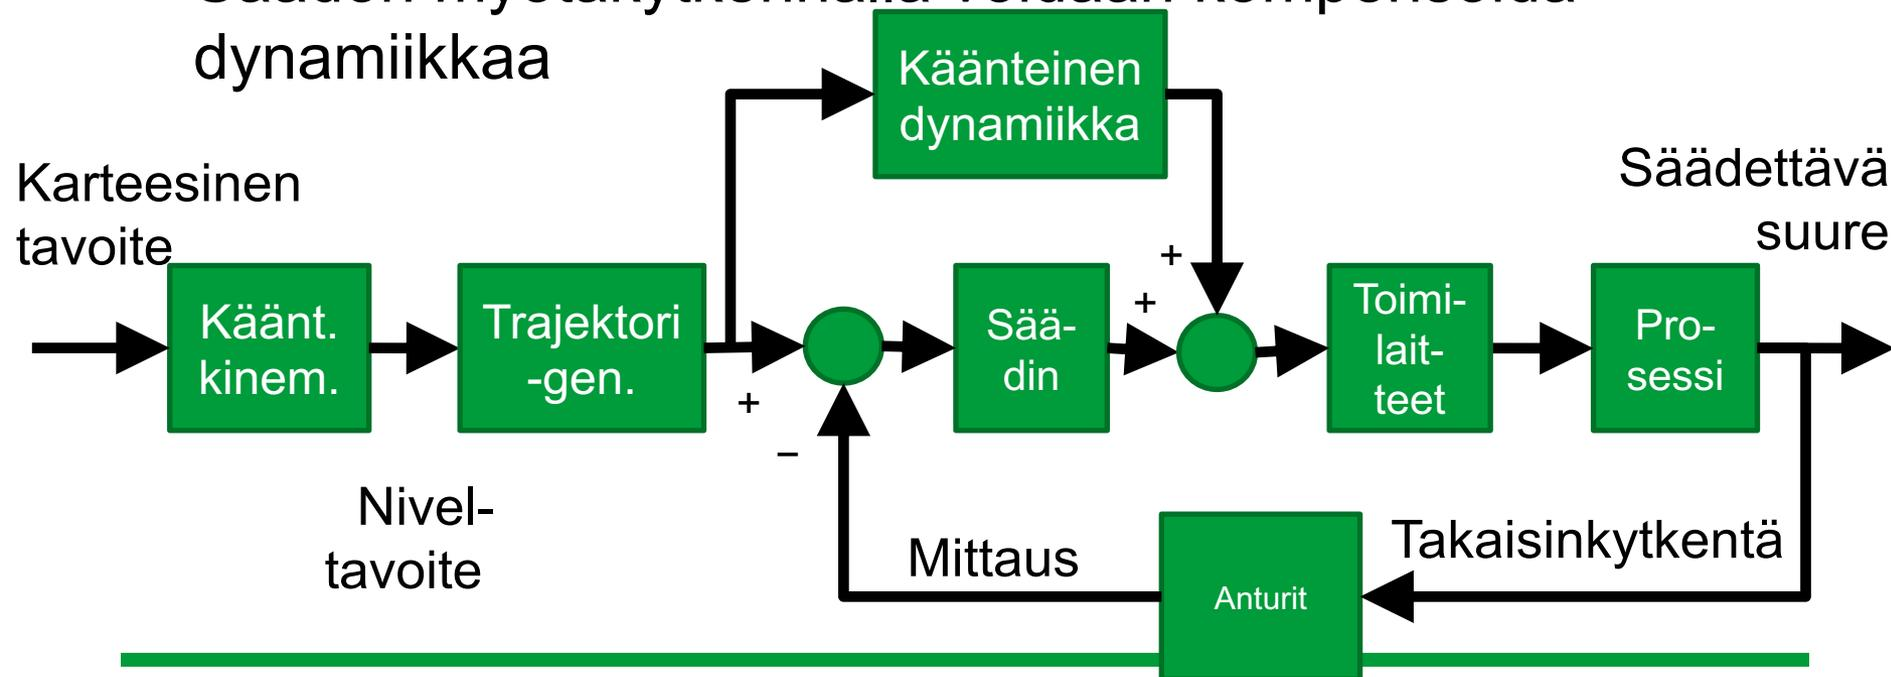 dynamiikkaa
Käänteinen
dynamiikka
Karteesinen
tavoite
Säädettävä
suure
Käänt.
kinem.
Trajektori
-gen.
+
–
Sää-
din
+
+
Toimi-
lait-
teet
Pro-
sessi
Nivel-
tavoite
Mittaus
Anturit
Takaisinkytkentä